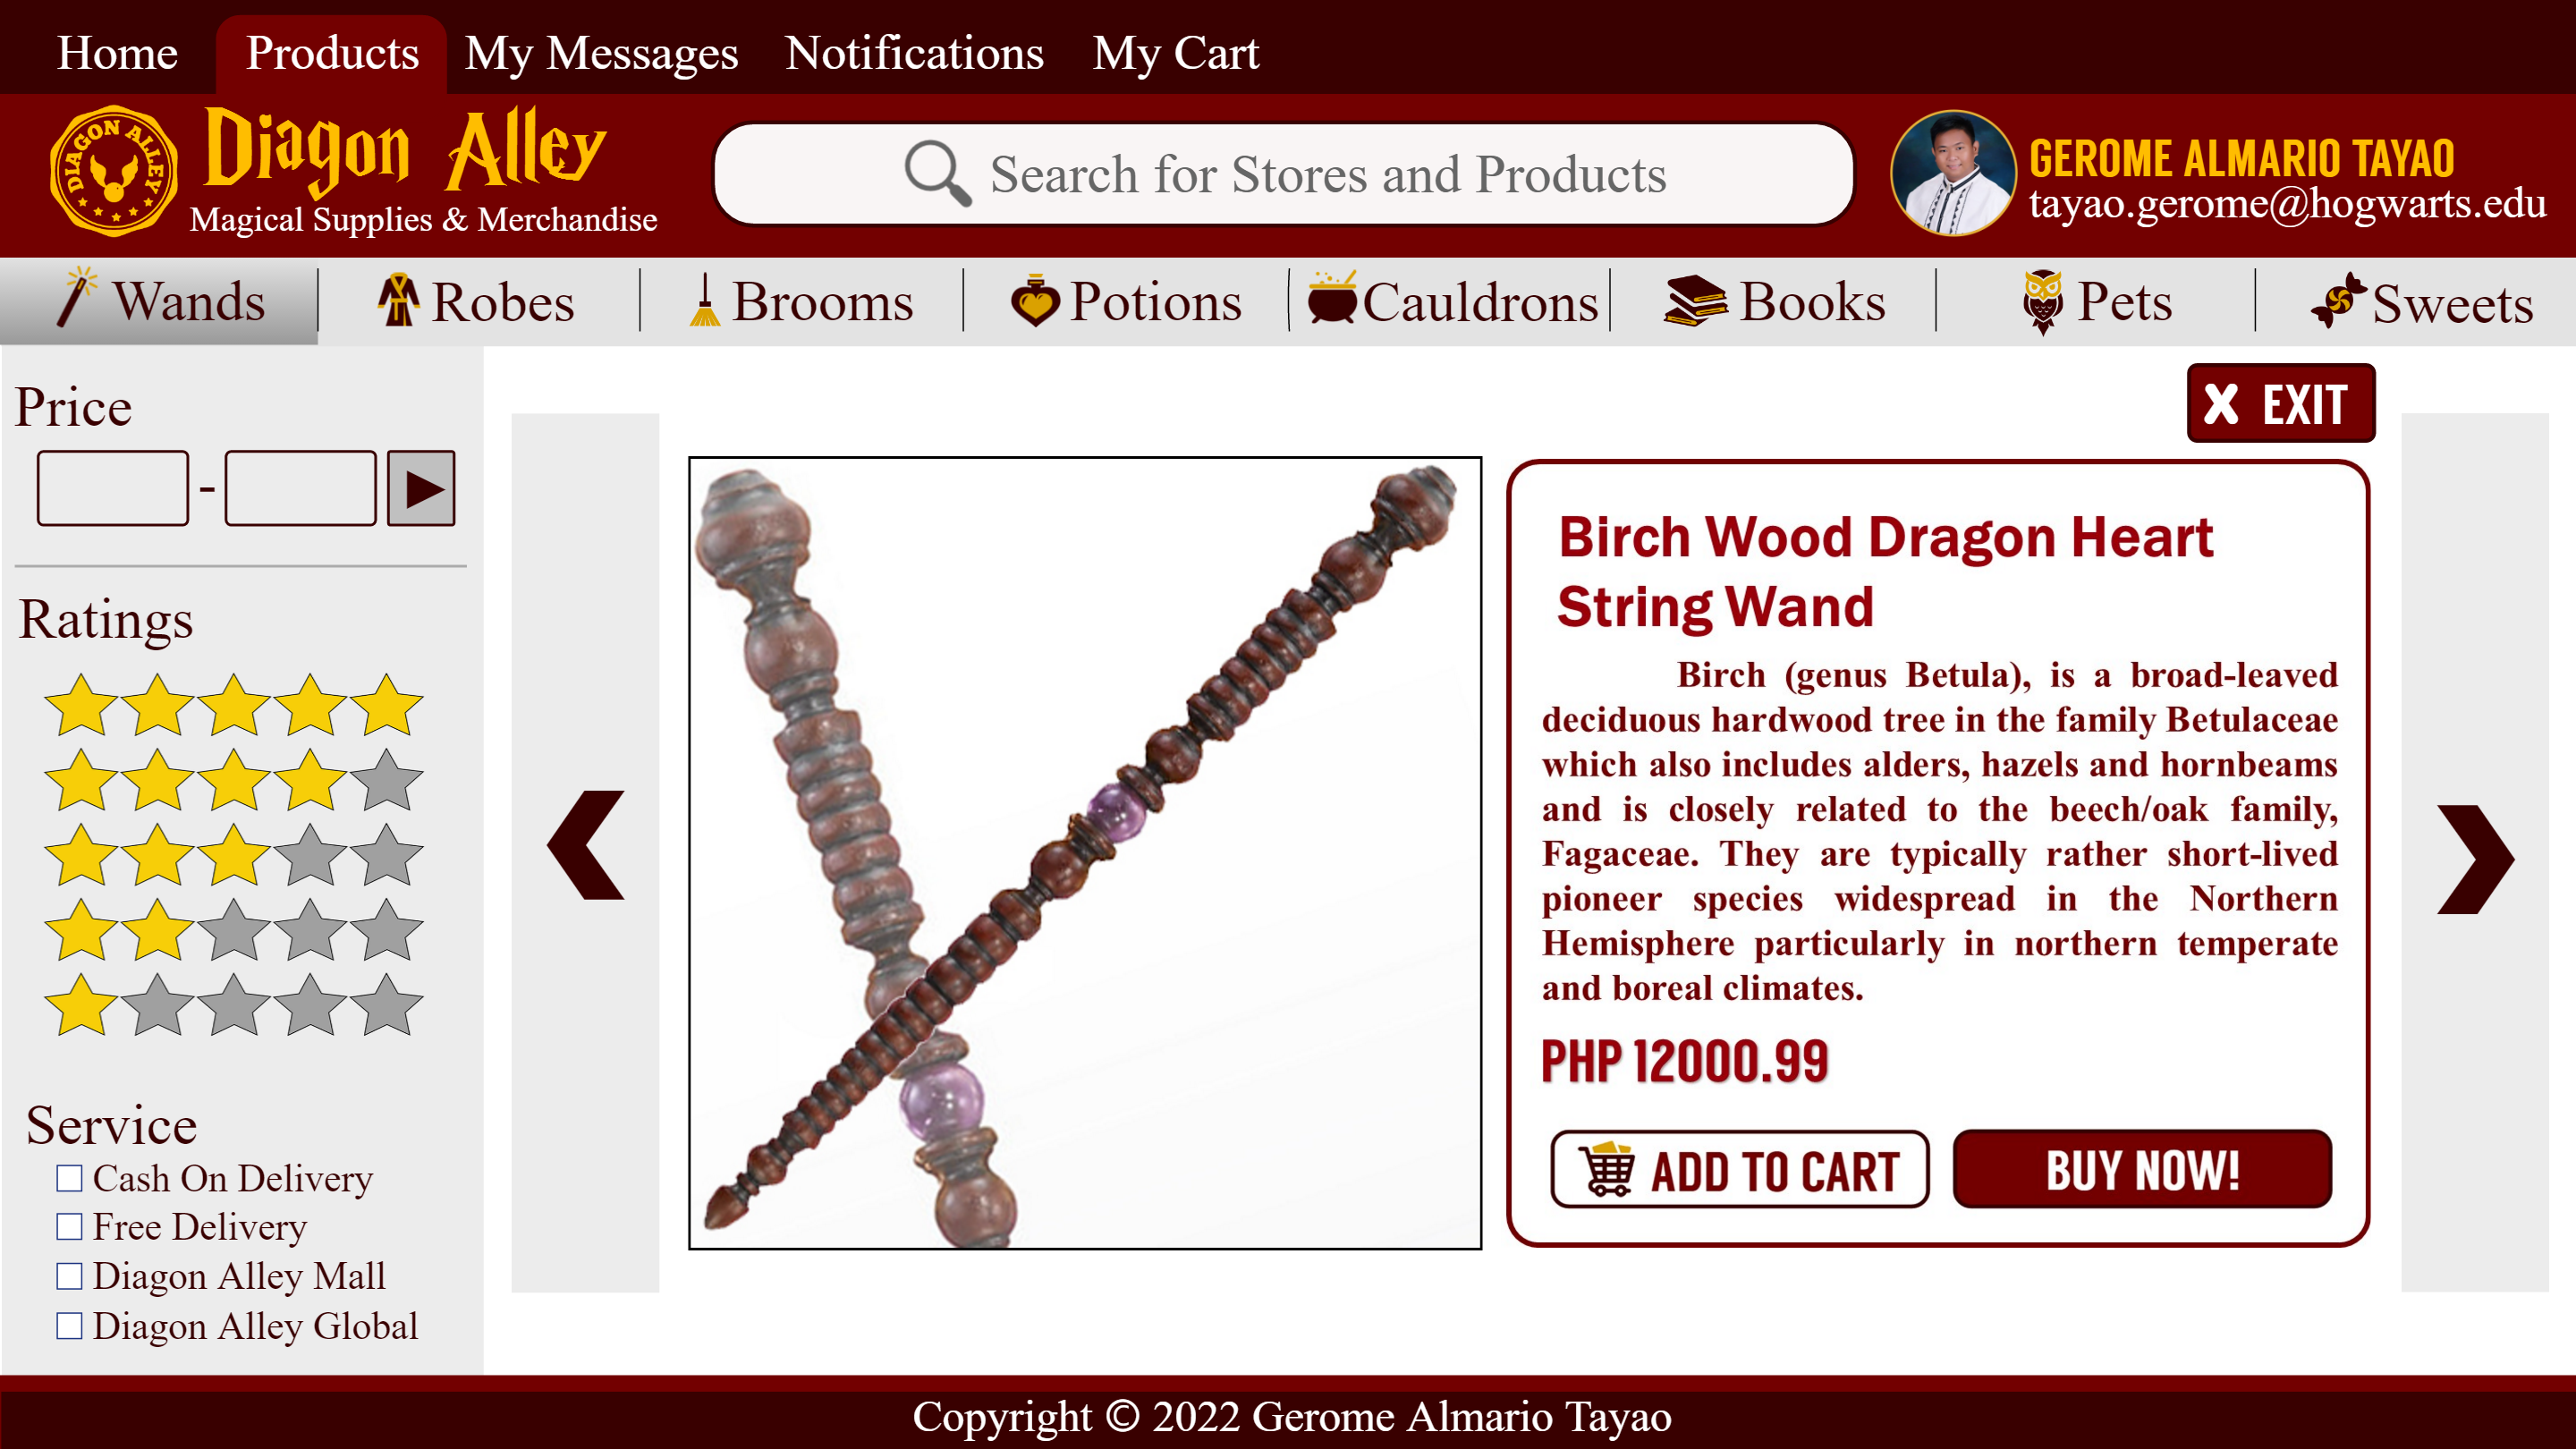 Home Products My Messages Notifications My Cart
DIAGON ALLEY
Diagon Alley
Magical Supplies & Merchandise
Search for Stores and Products
GEROME ALMARIO TAYAO
tayao.gerome@hogwarts.edu
Wands Robes Brooms Potions Cauldrons Books Pets Sweets
Price
-
Ratings
Service
Cash On Delivery
Free Delivery
Diagon Alley Mall
Diagon Alley Global
X EXIT
Birch Wood Dragon Heart
String Wand
Birch (genus Betula), is a broad-leaved
deciduous hardwood tree in the family Betulaceae
which also includes alders, hazels and hornbeams
and is closely related to the beech/oak family,
Fagaceae. They are typically rather short-lived
pioneer species widespread in the Northern
Hemisphere particularly in northern temperate
and boreal climates.
PHP 12000.99
ADD TO CART
BUY NOW!
Copyright © 2022 Gerome Almario Tayao